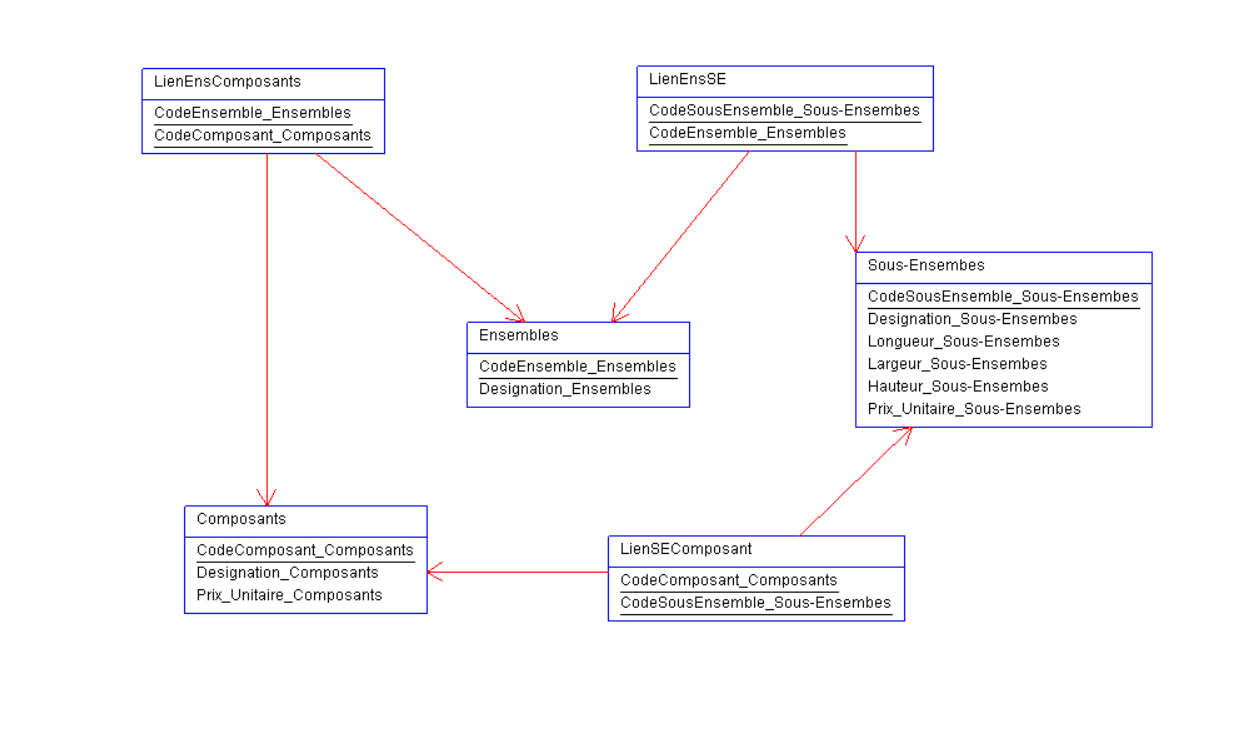 LienEnsComposants
CodeEnsemble_Ensembles
CodeComposant_Composants
LienEnsSE
CodeSousEnsemble_Sous-Ensembes
CodeEnsemble_Ensembles
Sous-Ensembes
CodeSousEnsemble_Sous-Ensembes
Designation_Sous-Ensembes
Longueur_Sous-Ensembes
Largeur_Sous-Ensembes
Hauteur_Sous-Ensembes
Prix_Unitaire_Sous-Ensembes
Ensembles
CodeEnsemble_Ensembles
Designation_Ensembles
Composants
CodeComposant_Composants
Designation_Composants
Prix_Unitaire_Composants
LienSEComposant
CodeComposant_Composants
CodeSousEnsemble_Sous-Ensembes